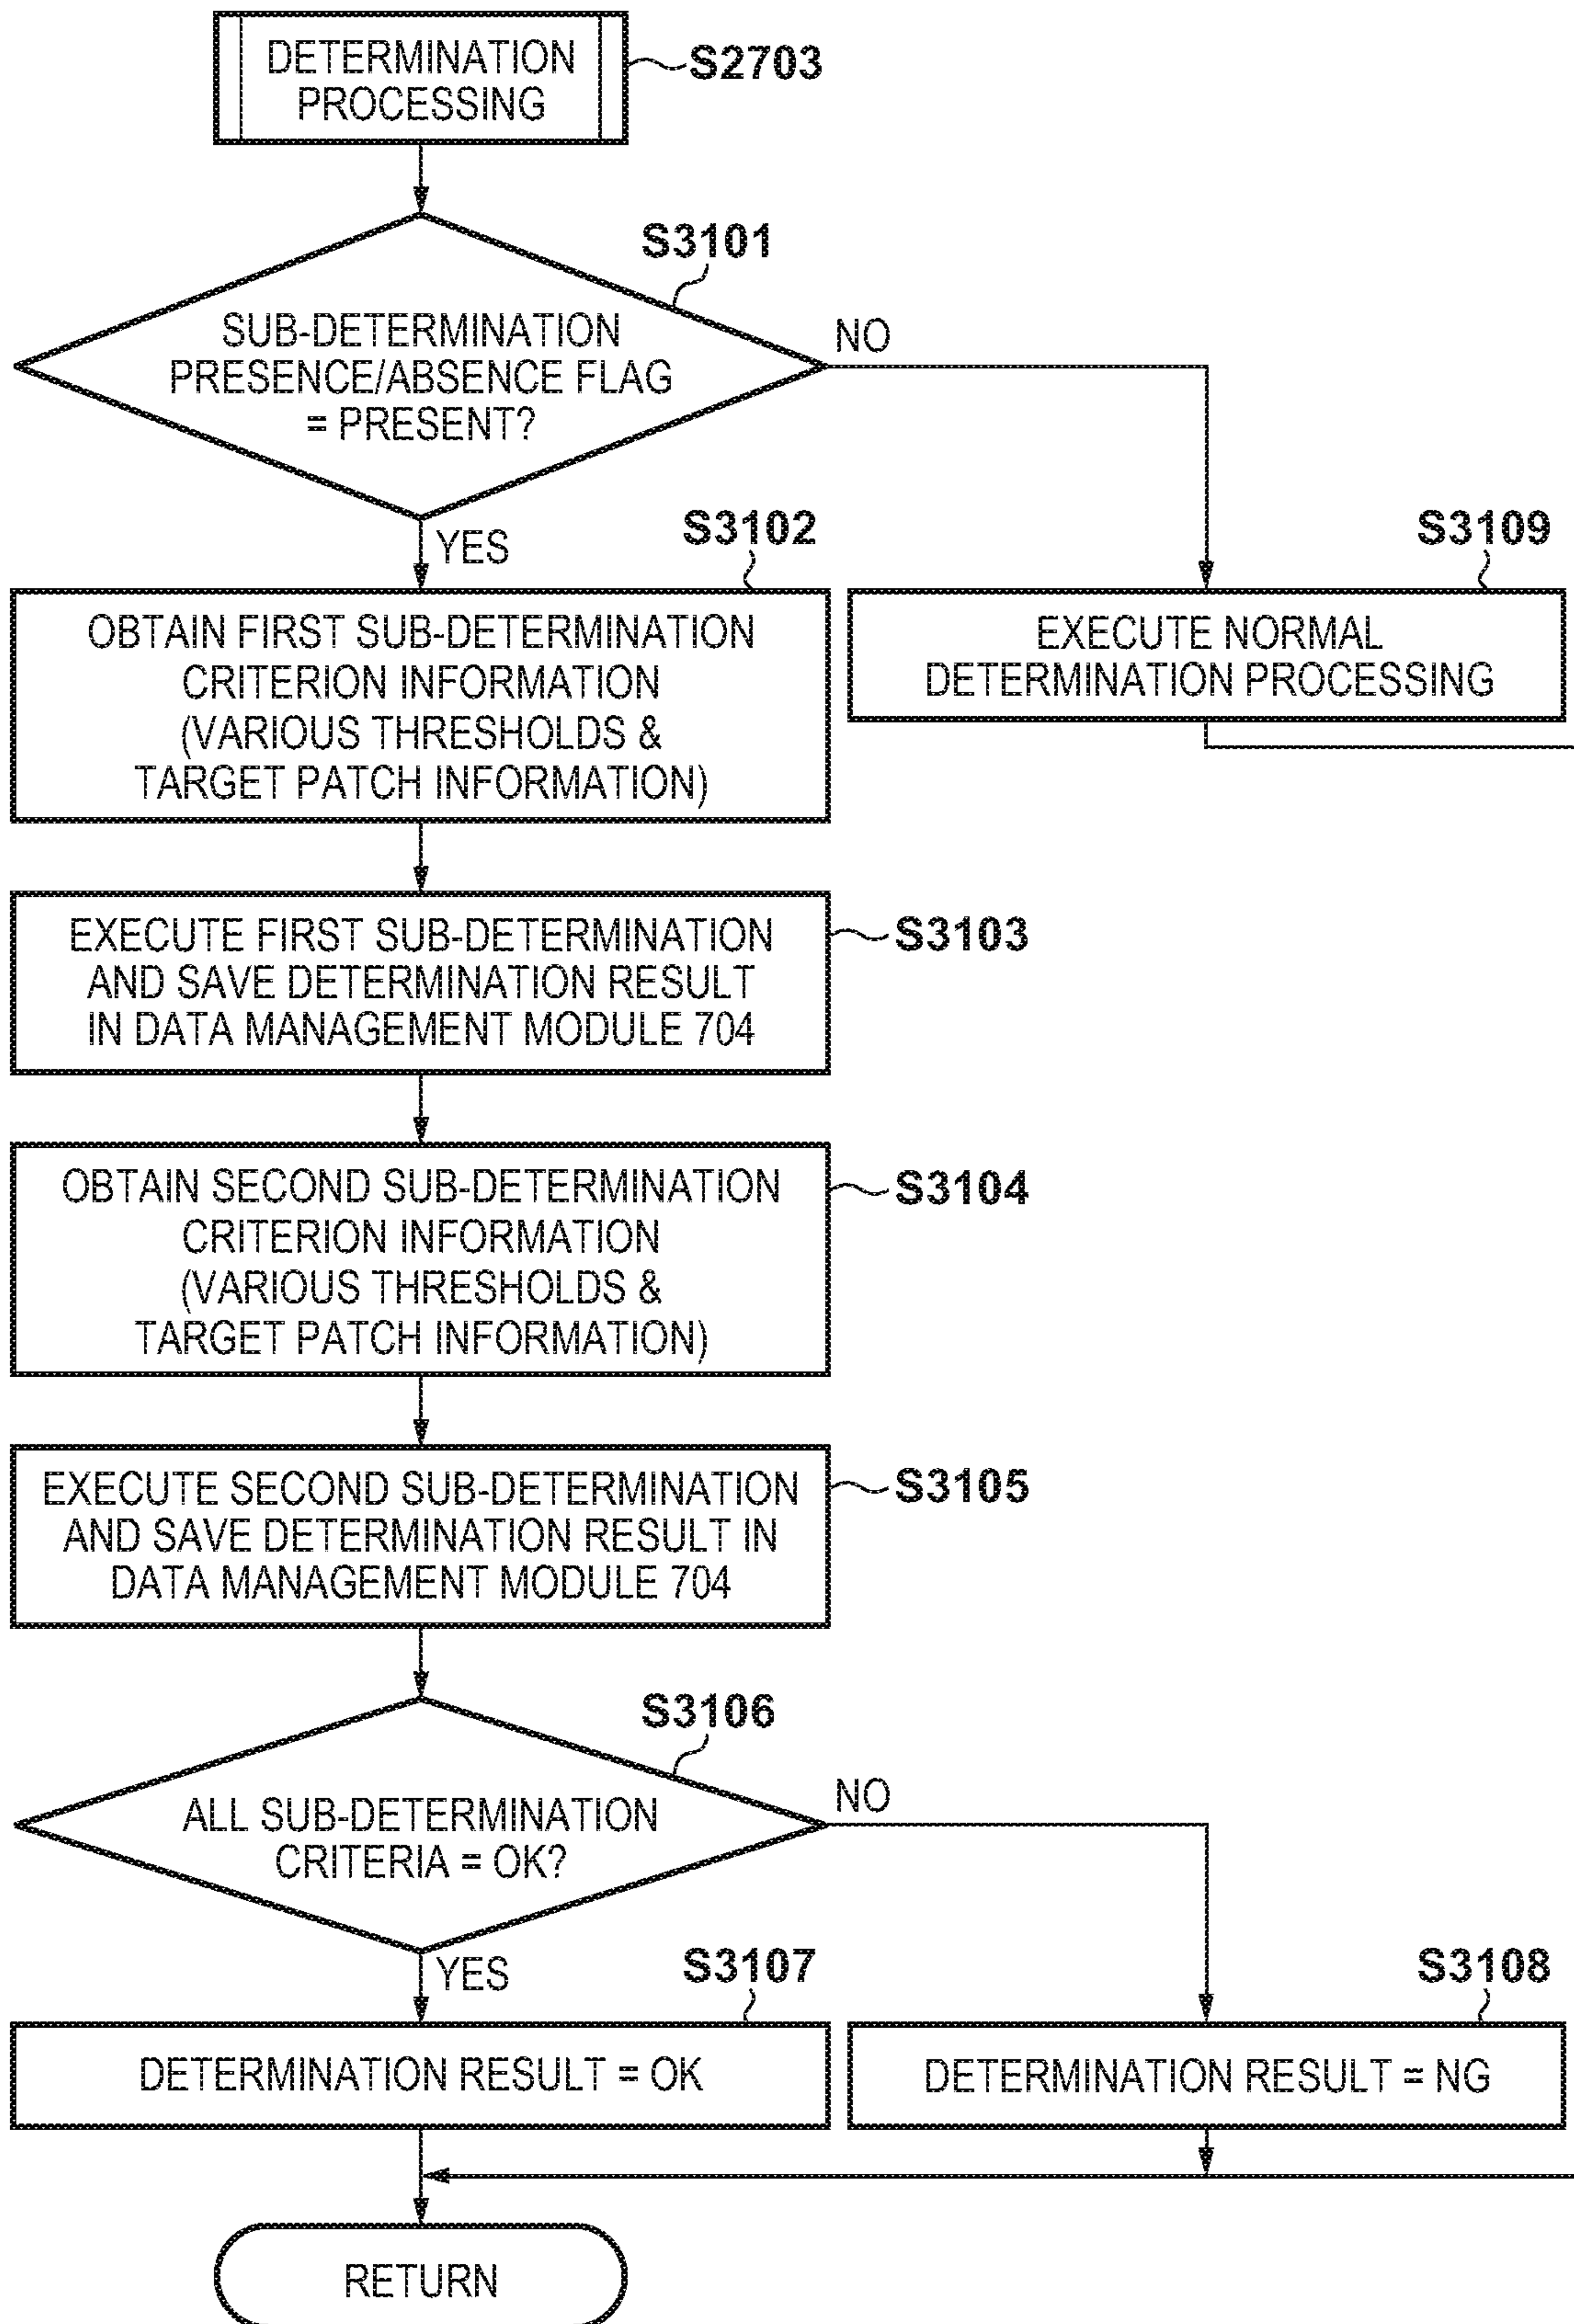 DETERMINATION
PROCESSING
S2703
S3101
SUB-DETERMINATION
PRESENCE/ABSENCE FLAG
= PRESENT?
NO
YES
S3102
OBTAIN FIRST SUB-DETERMINATION
CRITERION INFORMATION
(VARIOUS THRESHOLDS &
TARGET PATCH INFORMATION)
S3109
EXECUTE NORMAL
DETERMINATION PROCESSING
EXECUTE FIRST SUB-DETERMINATION
AND SAVE DETERMINATION RESULT
IN DATA MANAGEMENT MODULE 704
S3103
OBTAIN SECOND SUB-DETERMINATION
CRITERION INFORMATION
(VARIOUS THRESHOLDS &
TARGET PATCH INFORMATION)
S3104
EXECUTE SECOND SUB-DETERMINATION
AND SAVE DETERMINATION RESULT IN
DATA MANAGEMENT MODULE 704
S3105
S3106
ALL SUB-DETERMINATION
CRITERIA = OK?
NO
YES
S3107
DETERMINATION RESULT = OK
S3108
DETERMINATION RESULT = NG
RETURN